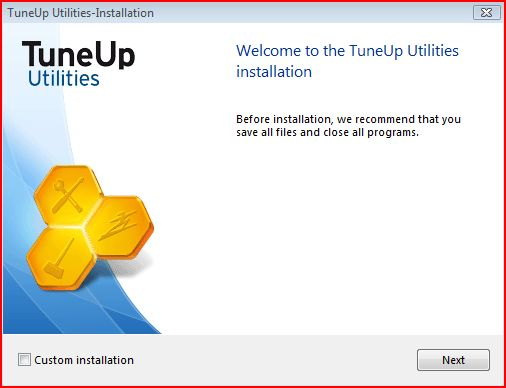 TuneUp Utilities-Installation
TuneUp
Utilities
Welcome to the TuneUp Utilities
installation
Before installation, we recommend that you
save all files and close all programs.
Custom installation
Next